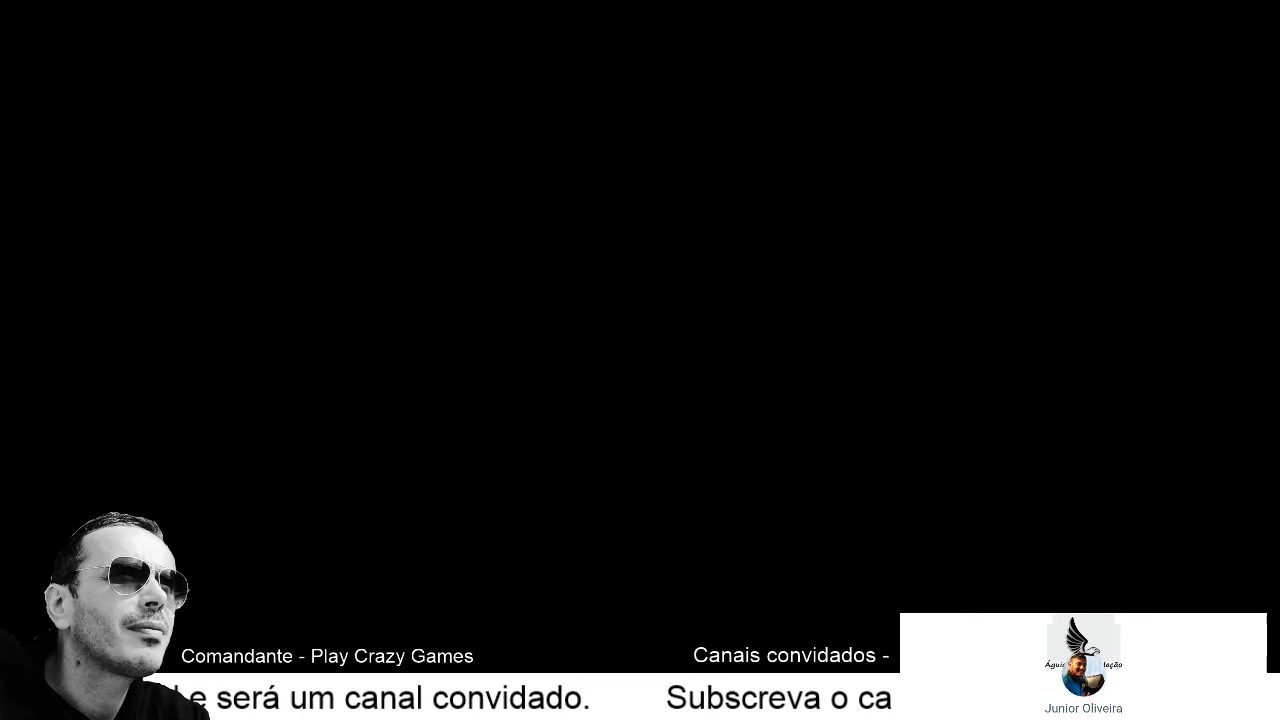 Comandante - Play Crazy Games
Canais convidados -
e será um canal convidado.
Subscreva o ca
Junior Oliveira